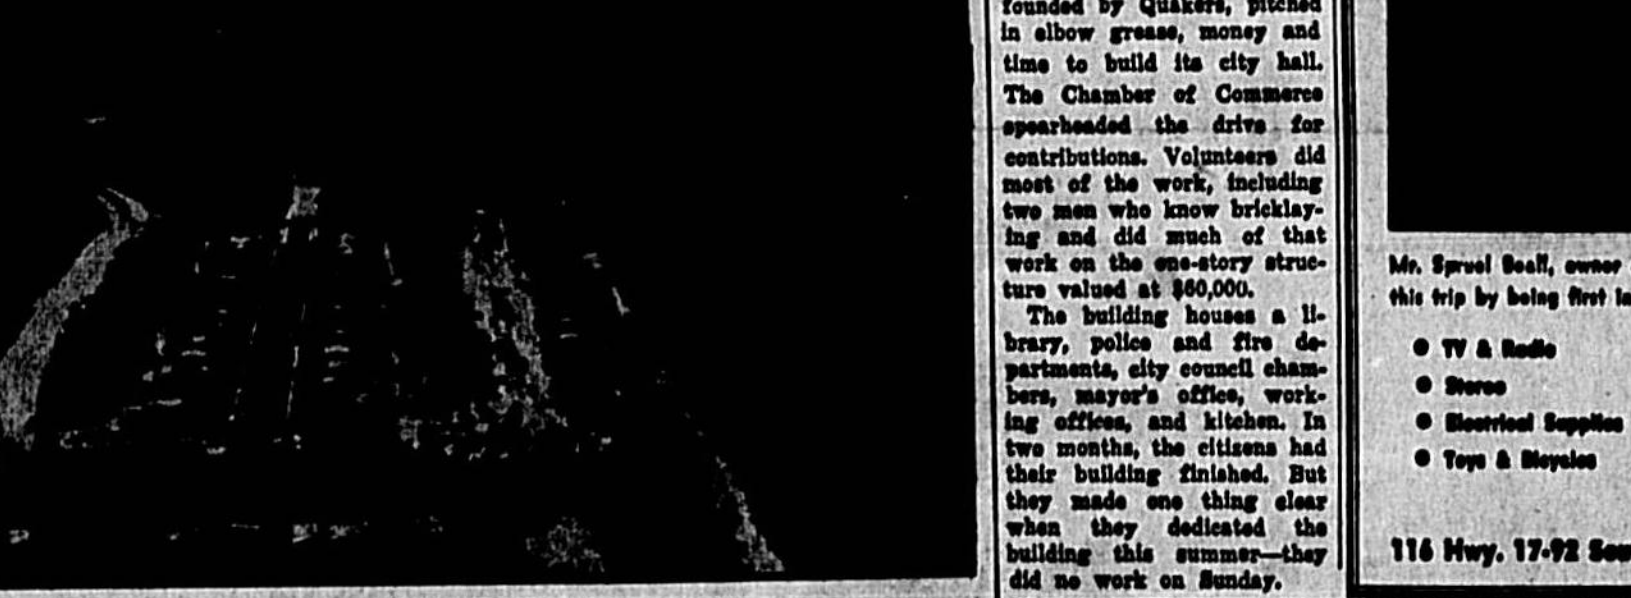 founded by Quakers, pitched
in elbow grease, money and
time to build its city hall.
The Chamber of Commerce
spearheaded the drive for
contributions. Volunteers did
most of the work, including
two men who know bricklay-
ing and did much of that
work on the one-story struc-
ture valued at $60,000.
The building houses a li-
brary, police and fire de-
partments, city council cham-
bers, mayor's office, work-
ing offices, and kitchen. In
two months, the citizens had
their building finished. But
they made one thing clear
when they dedicated the
building this summer—they
did no work on Sunday.
Mr. Spruel Beall, owner
this trip by being first
● TV & Radio
● Stereo
● Electrical Supplies
● Toys & Bicycles
116 Hwy. 17-92